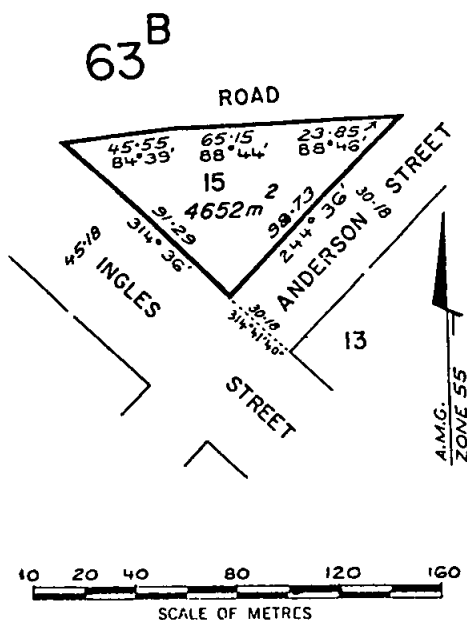 63ᴮ
ROAD
45·55
84°39'
65·15
88°44'
23·85
88°46'
15
4652m²
91·29
314° 36'
98·73
244° 36'
30·18
ANDERSON STREET
45·18
INGLES
STREET
30·18
314°41'40"
13
A.M.G.
ZONE 55
10 20 40 80 120 160
SCALE OF METRES